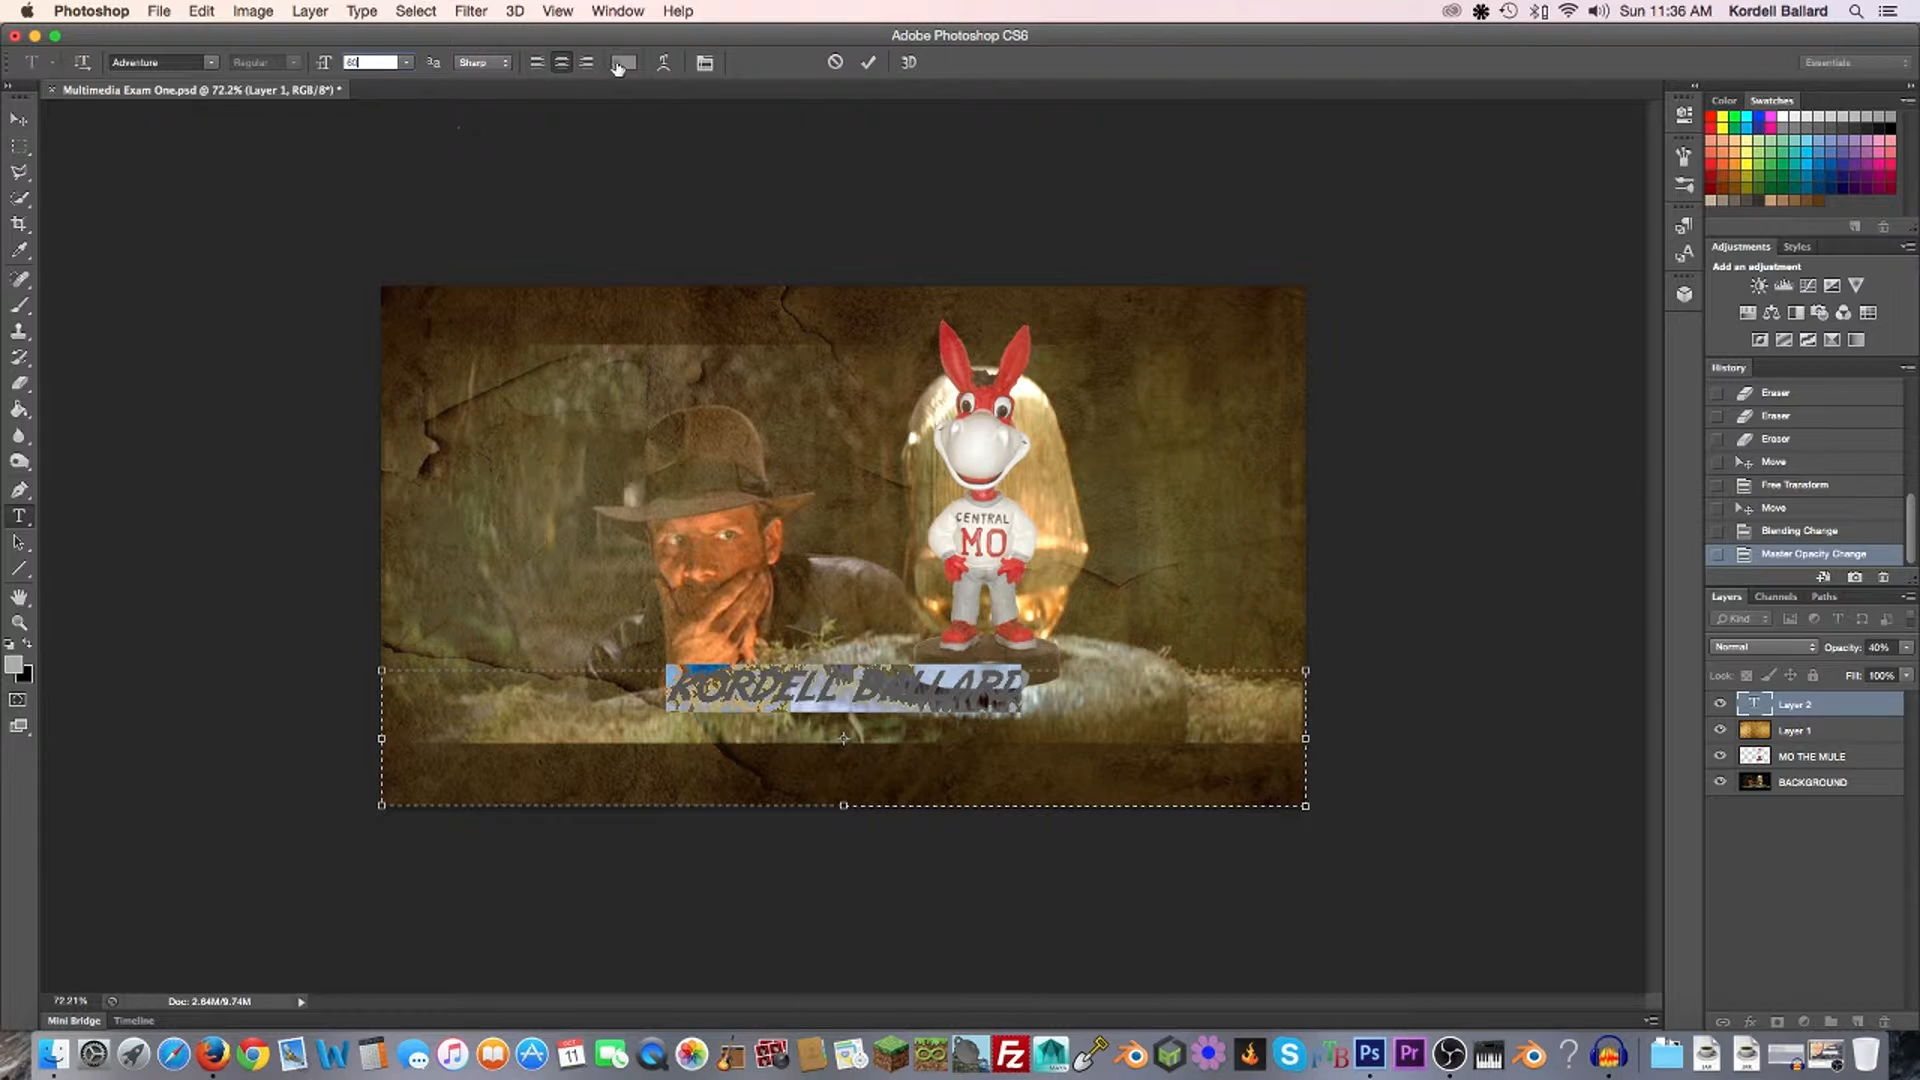 Photoshop File Edit Image Layer Type Select Filter 3D View Window Help Sun 11:36 AM Kordell Ballard
Adobe Photoshop CS6
Adventure Regular Sharp 3D Essentials
Multimedia Exam One.psd @ 72.2% (Layer 1, RGB/8*) *
Color Swatches
Adjustments Styles
Add an adjustment
History
Eraser
Eraser
Eraser
Move
Free Transform
Move
Blending Change
Master Opacity Change
CENTRAL
MO
KORDELL BALLARD
Layers Channels Paths
Kind
Normal Opacity: 40%
Lock: Fill: 100%
Layer 2
Layer 1
MO THE MULE
BACKGROUND
72.21% Doc: 2.64M/9.74M
Mini Bridge Timeline